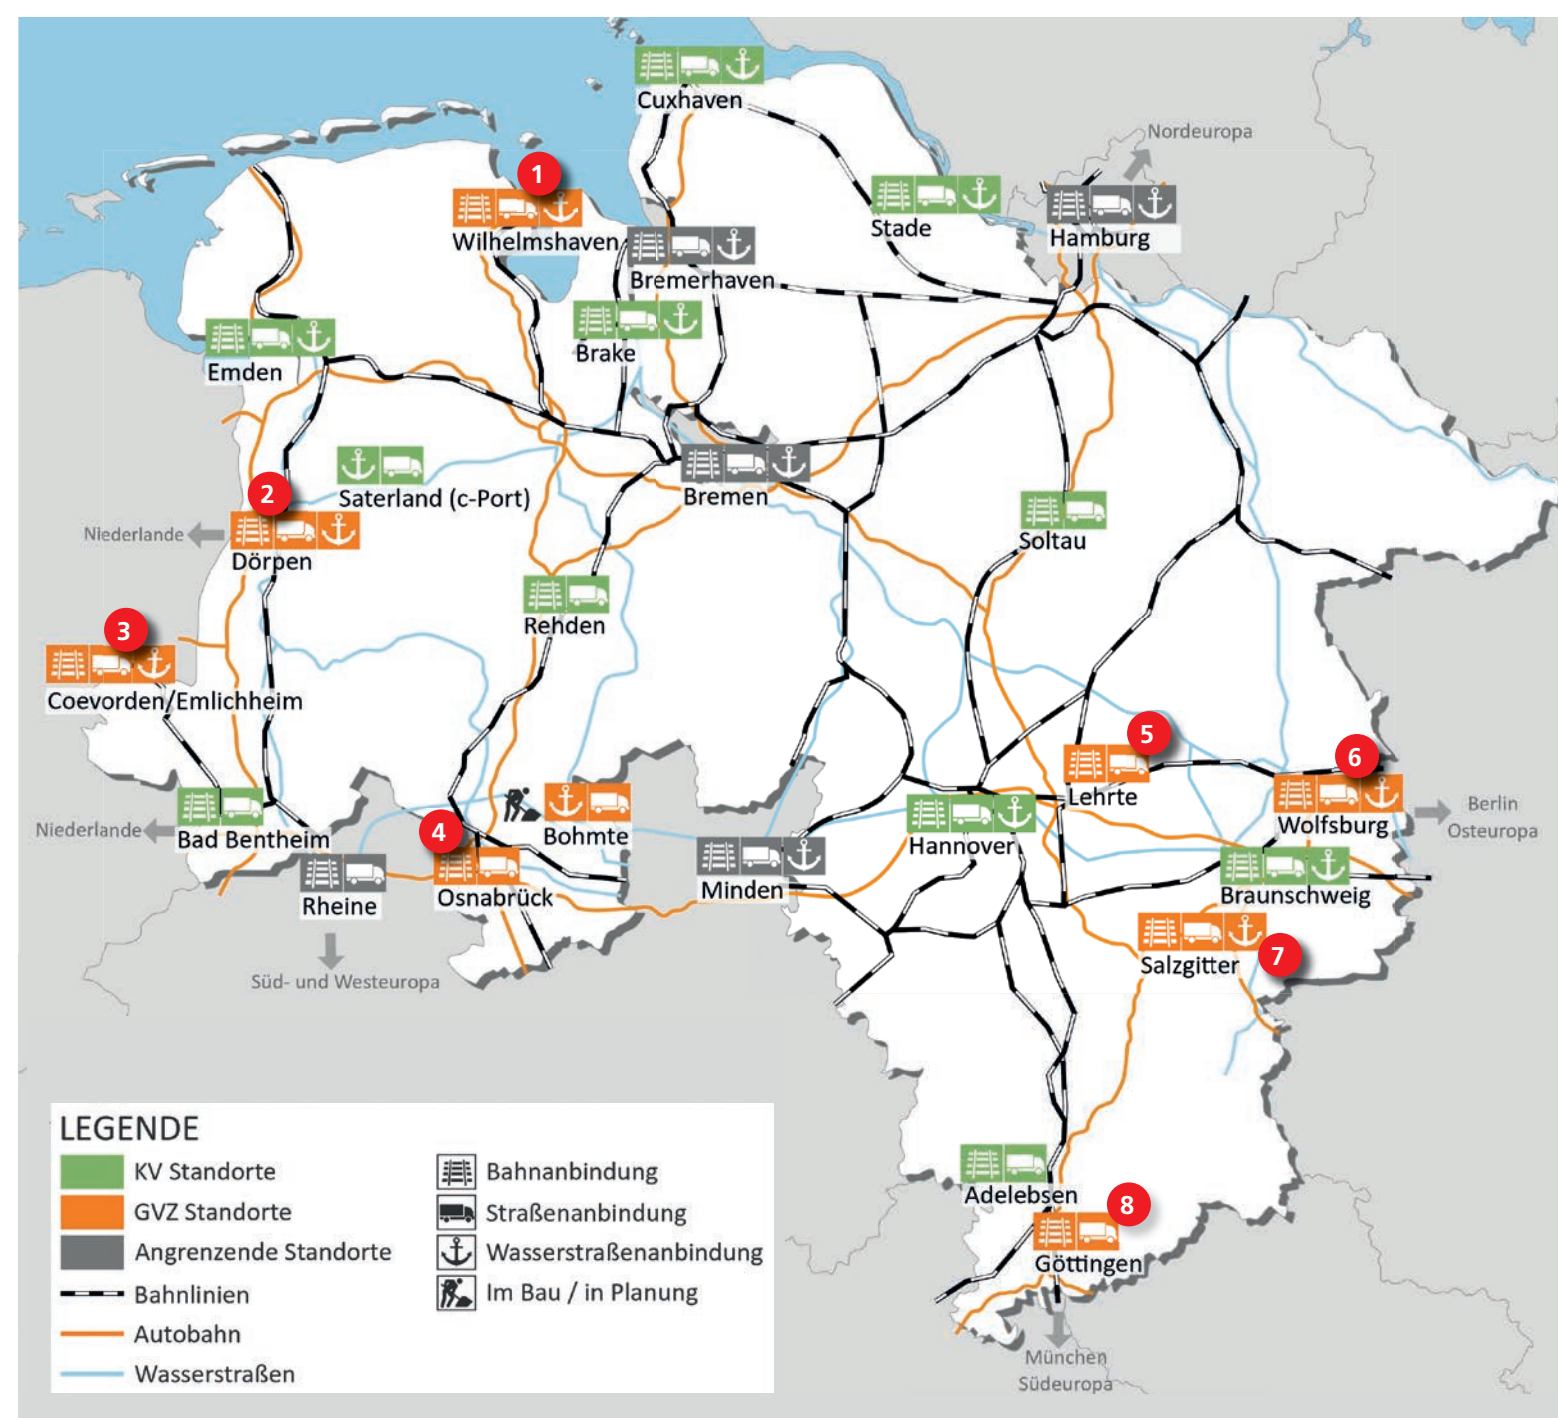 Cuxhaven
Nordeuropa
1
Stade
Hamburg
Wilhelmshaven
Bremerhaven
Brake
Emden
Saterland (c-Port)
2
Bremen
Niederlande
Dörpen
Soltau
Rehden
3
Coevorden/Emlichheim
5
6
Lehrte
Wolfsburg
Berlin
Osteuropa
Niederlande
Bad Bentheim
4
Bohmte
Hannover
Braunschweig
Rheine
Osnabrück
Minden
Salzgitter
7
Süd- und Westeuropa
Adelebsen
8
Göttingen
München
Südeuropa
LEGENDE
KV Standorte
GVZ Standorte
Angrenzende Standorte
Bahnlinien
Autobahn
Wasserstraßen
Bahnanbindung
Straßenanbindung
Wasserstraßenanbindung
Im Bau / in Planung